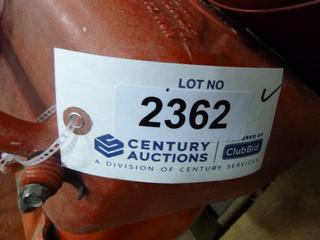 LOT NO
2362
CENTURY
AUCTIONS
ClubBid
A DIVISION OF CENTURY SERVICES